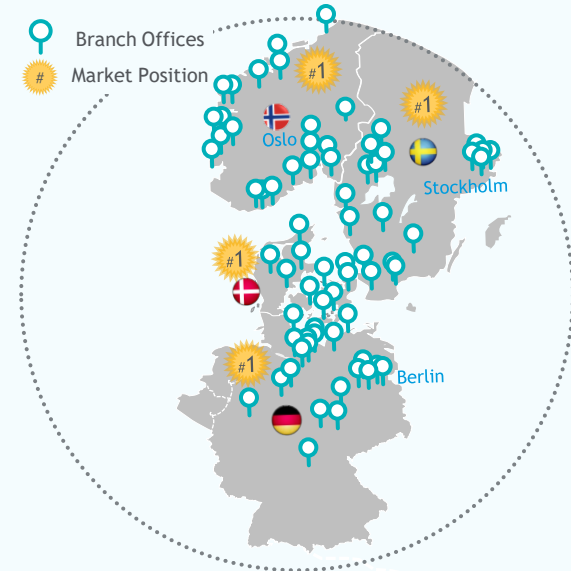 Branch Offices
# Market Position
#1
#1
Oslo
Stockholm
#1
#1
Berlin